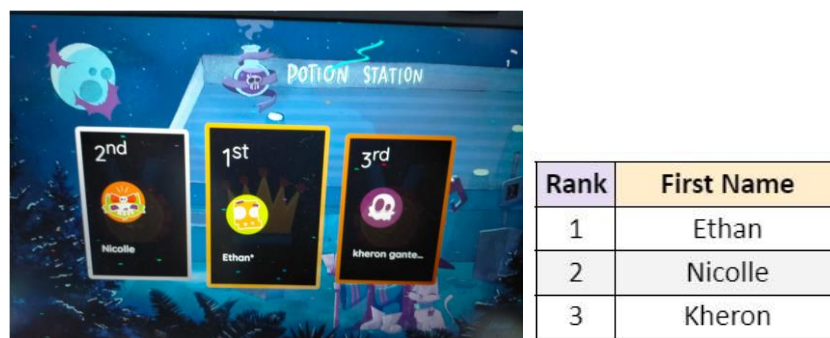 POTION STATION
2nd
Nicolle
1st
Ethan*
3rd
kheron gante...
Rank First Name
1 Ethan
2 Nicolle
3 Kheron